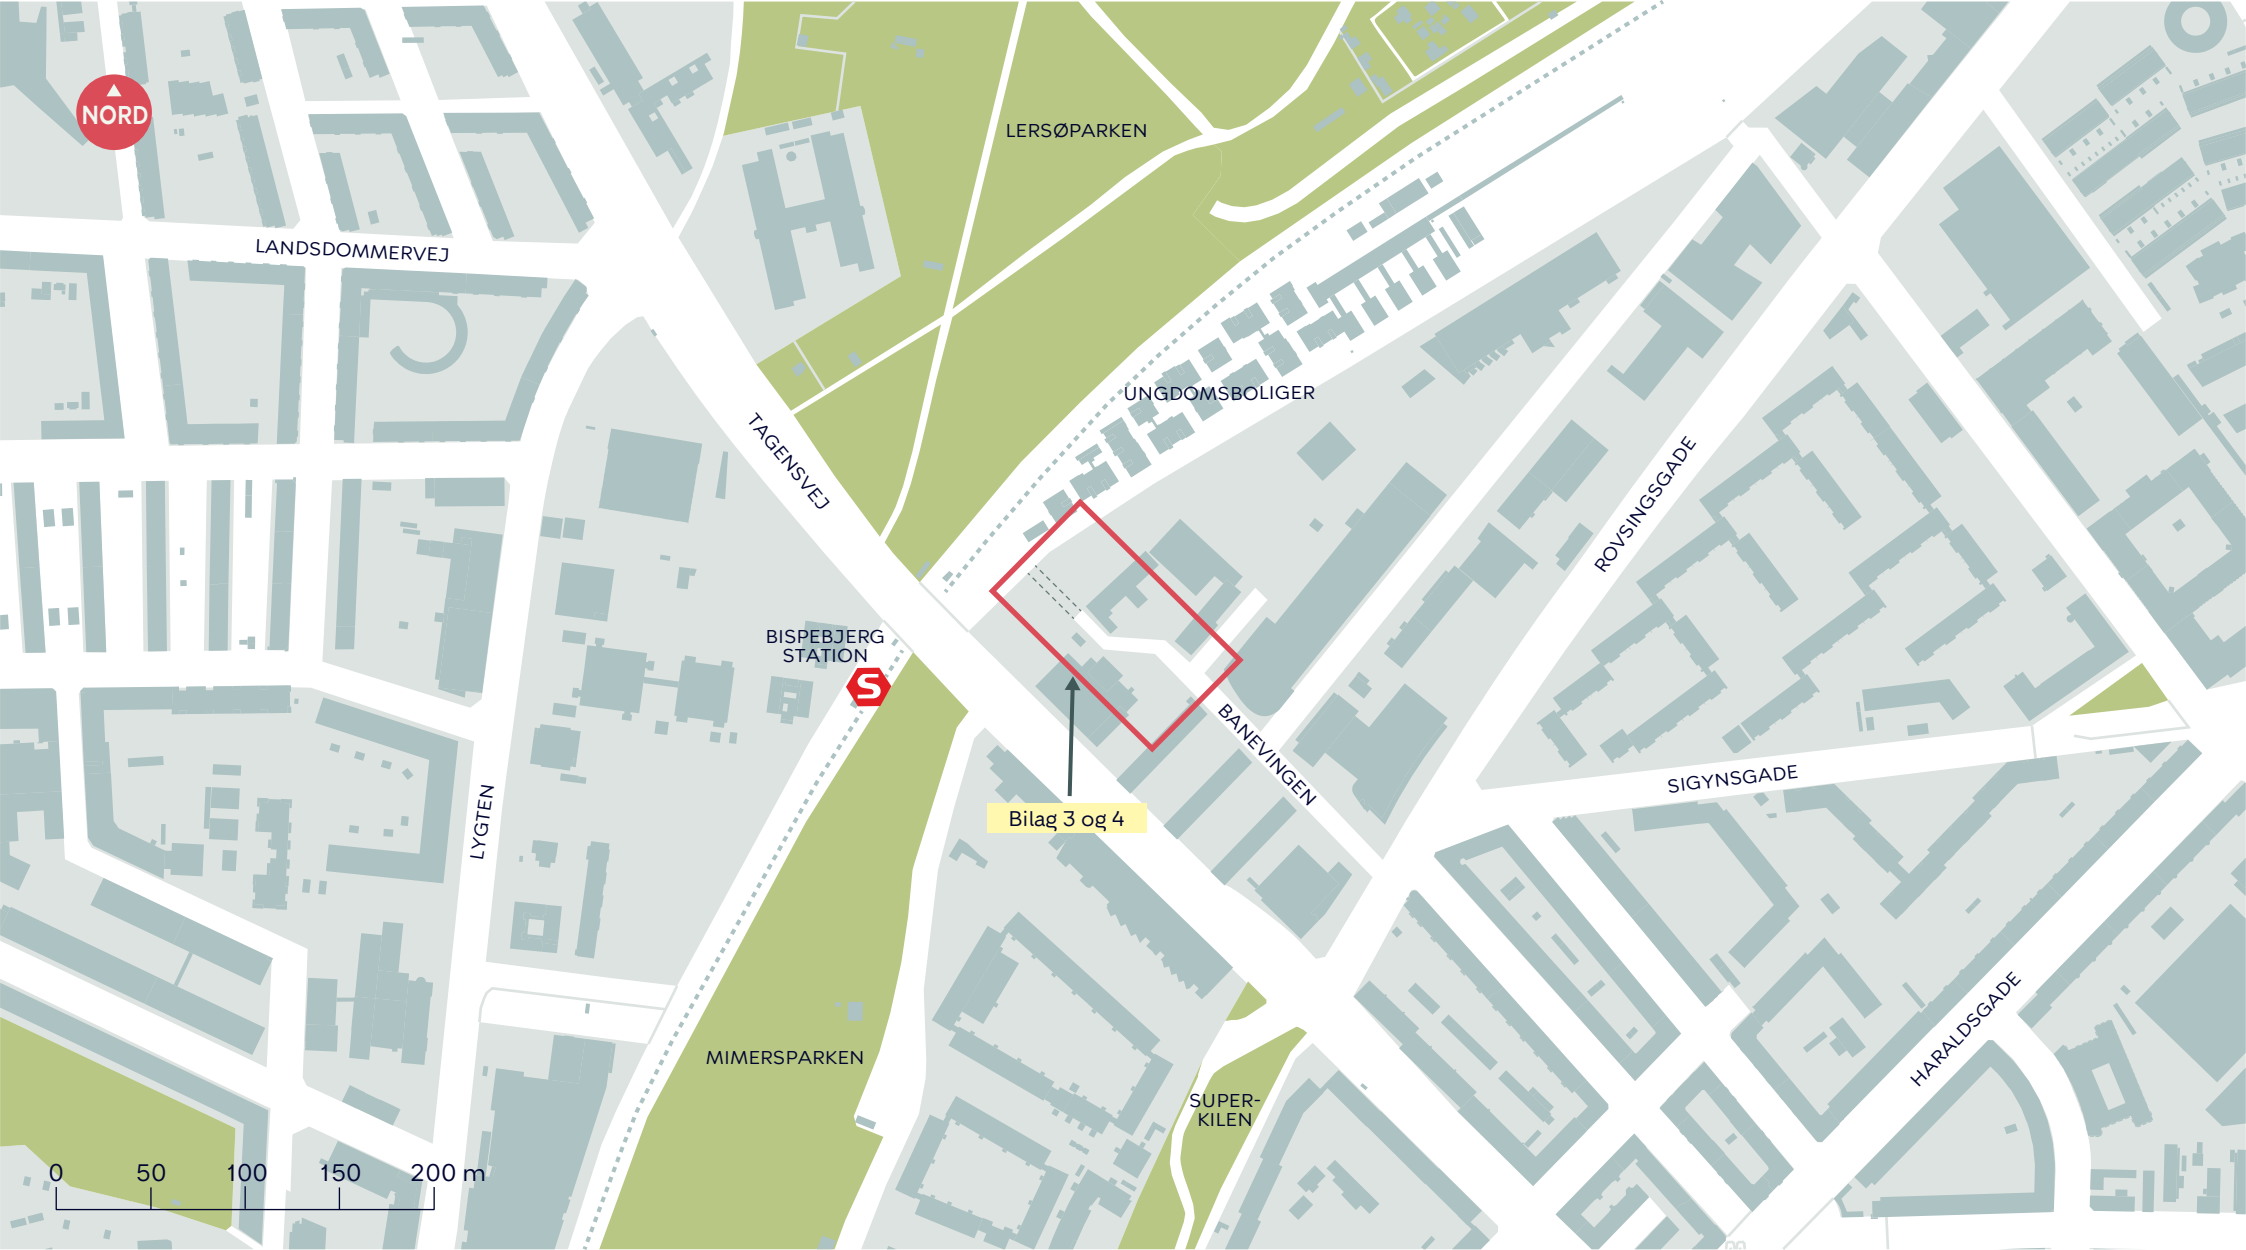 NORD
LERSØPARKEN
LANDSDOMMERVEJ
UNGDOMSBOLIGER
TAGENSVEJ
ROVSINGSGADE
BISPEBJERG
STATION
S
BANEVINGEN
SIGYNSGADE
LYGTEN
Bilag 3 og 4
HARALDSGADE
MIMERSPARKEN
SUPER-
KILEN
0 50 100 150 200 m